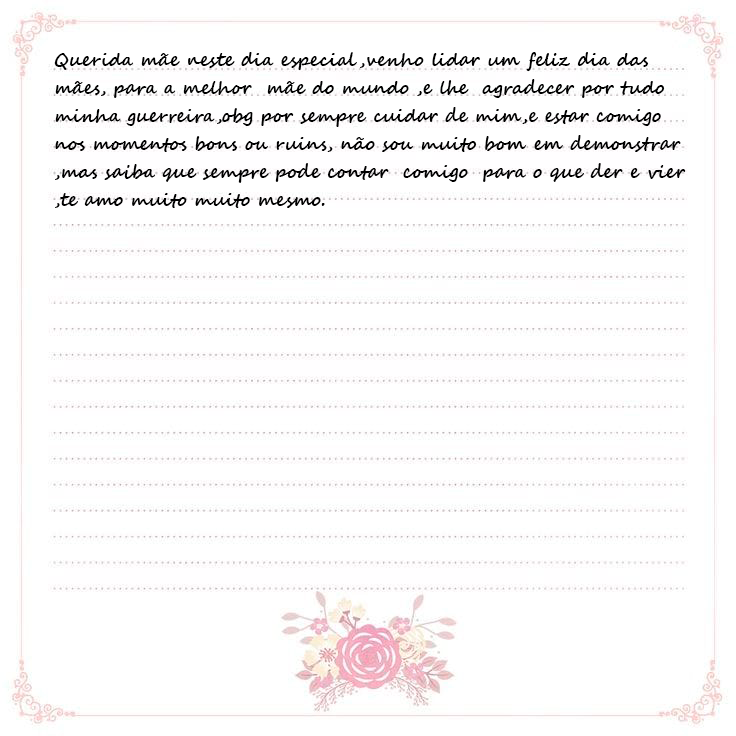 Querida mãe neste dia especial ,venho lidar um feliz dia das
mães, para a melhor mãe do mundo ,e lhe agradecer por tudo
minha guerreira,obg por sempre cuidar de mim,e estar comigo
nos momentos bons ou ruins, não sou muito bom em demonstrar
,mas saiba que sempre pode contar comigo para o que der e vier
,te amo muito muito mesmo.